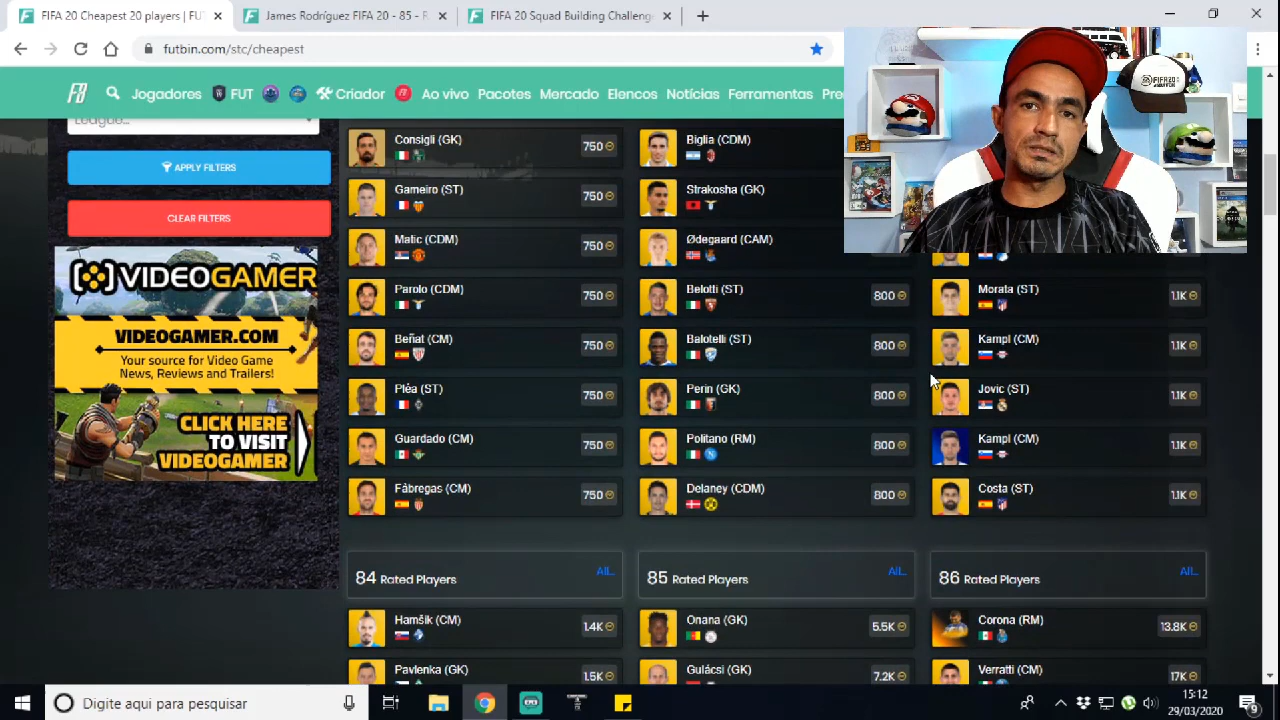 FIFA 20 Cheapest 20 players | FUT
James Rodríguez FIFA 20 - 85 - R
FIFA 20 Squad Building Challenge
futbin.com/stc/cheapest
Jogadores
FUT
Criador
Ao vivo
Pacotes
Mercado
Elencos
Notícias
Ferramentas
Pre
League...
APPLY FILTERS
CLEAR FILTERS
VIDEOGAMER
VIDEOGAMER.COM
Your source for Video Game
News, Reviews and Trailers!
CLICK HERE
TO VISIT
VIDEOGAMER
Consigli (GK) 750
Gameiro (ST) 750
Matic (CDM) 750
Parolo (CDM) 750
Beñat (CM) 750
Pléa (ST) 750
Guardado (CM) 750
Fàbregas (CM) 750
Biglia (CDM)
Strakosha (GK)
Ødegaard (CAM)
Belotti (ST) 800
Balotelli (ST) 800
Perin (GK) 800
Politano (RM) 800
Delaney (CDM) 800
Morata (ST) 1.1K
Kampl (CM) 1.1K
Jovic (ST) 1.1K
Kampl (CM) 1.1K
Costa (ST) 1.1K
84 Rated Players All..
Hamšik (CM) 1.4K
Pavlenka (GK) 1.5K
85 Rated Players All..
Onana (GK) 5.5K
Gulácsi (GK) 7.2K
86 Rated Players All..
Corona (RM) 13.8K
Verratti (CM) 17K
FIFA20
Digite aqui para pesquisar
15:12
29/03/2020
9